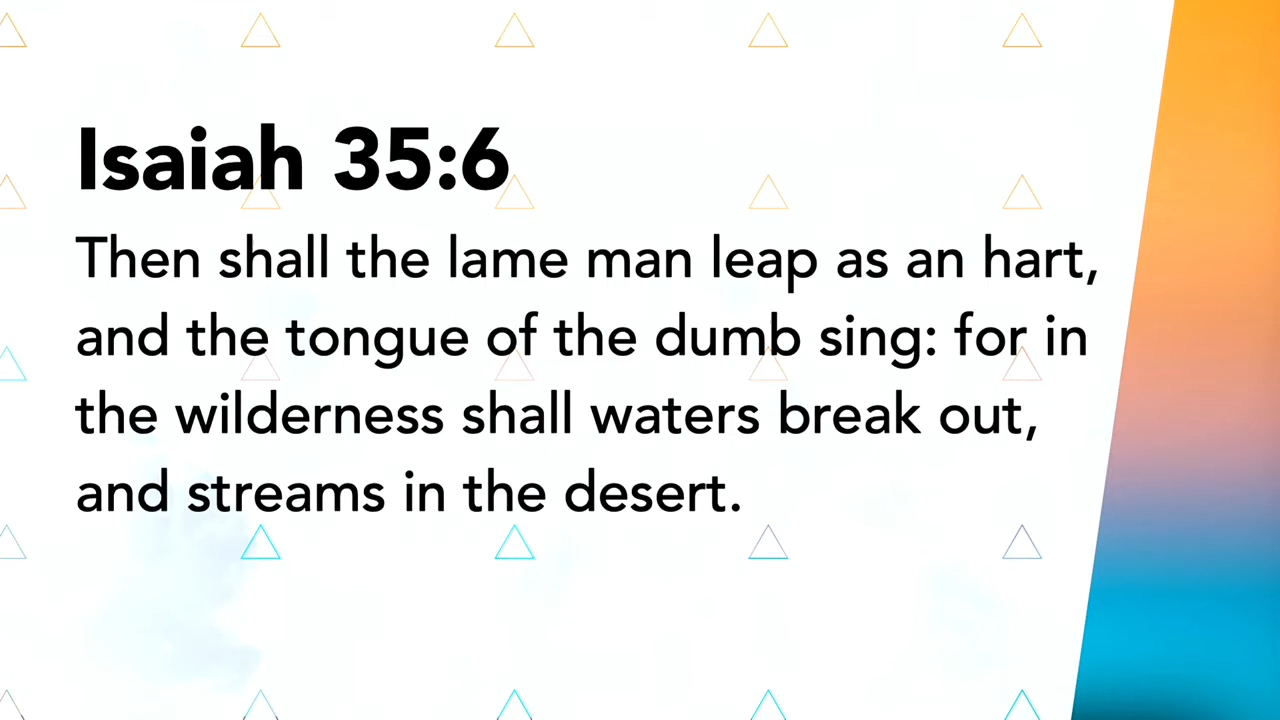 Isaiah 35:6
Then shall the lame man leap as an hart,
and the tongue of the dumb sing: for in
the wilderness shall waters break out,
and streams in the desert.